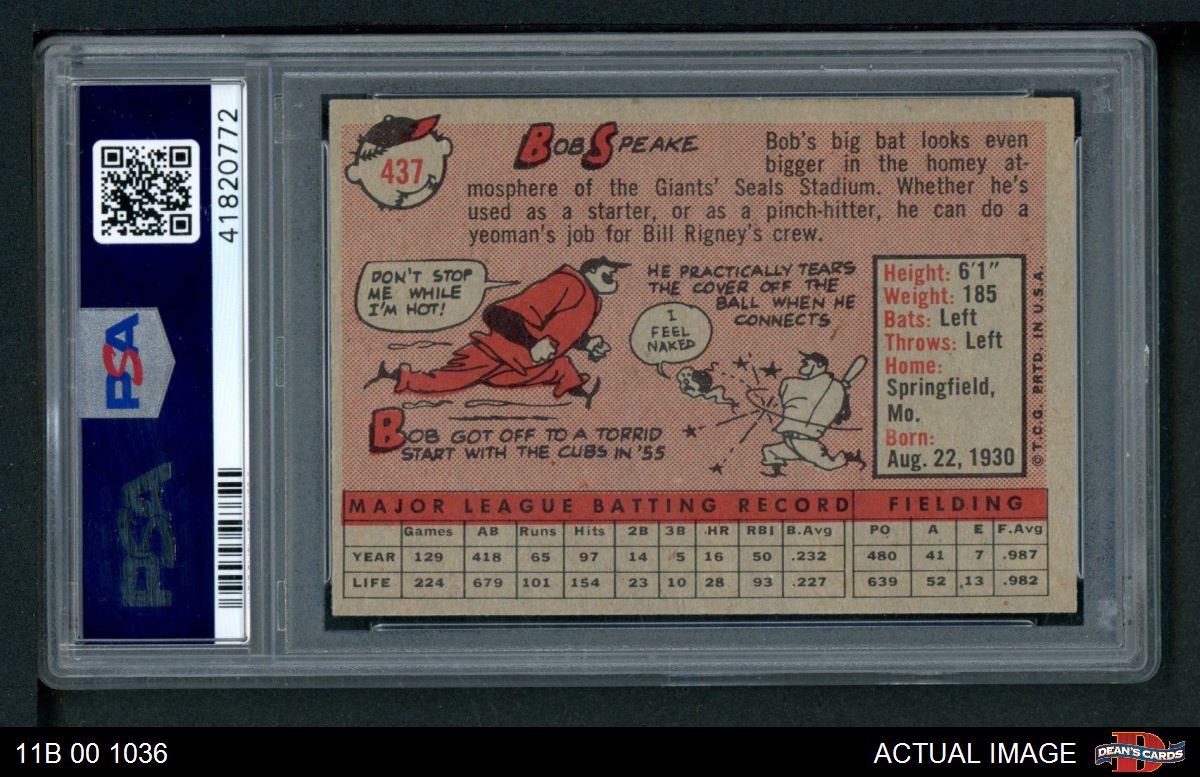 PSA
PSA
41820772
437
BOB SPEAKE
Bob's big bat looks even
bigger in the homey at-
mosphere of the Giants' Seals Stadium. Whether he's
used as a starter, or as a pinch-hitter, he can do a
yeoman's job for Bill Rigney's crew.
DON'T STOP
ME WHILE
I'M HOT!
BOB GOT OFF TO A TORRID
START WITH THE CUBS IN '55
HE PRACTICALLY TEARS
THE COVER OFF THE
BALL WHEN HE
CONNECTS
I
FEEL
NAKED
Height: 6'1"
Weight: 185
Bats: Left
Throws: Left
Home:
Springfield,
Mo.
Born:
Aug. 22, 1930
© T.C.G. PRTD. IN U.S.A.
MAJOR LEAGUE BATTING RECORD FIELDING
Games AB Runs Hits 2B 3B HR RBI B.Avg PO A E F.Avg
YEAR 129 418 65 97 14 5 16 50 .232 480 41 7 .987
LIFE 224 679 101 154 23 10 28 93 .227 639 52 13 .982
11B 00 1036
ACTUAL IMAGE
DEAN'S CARDS